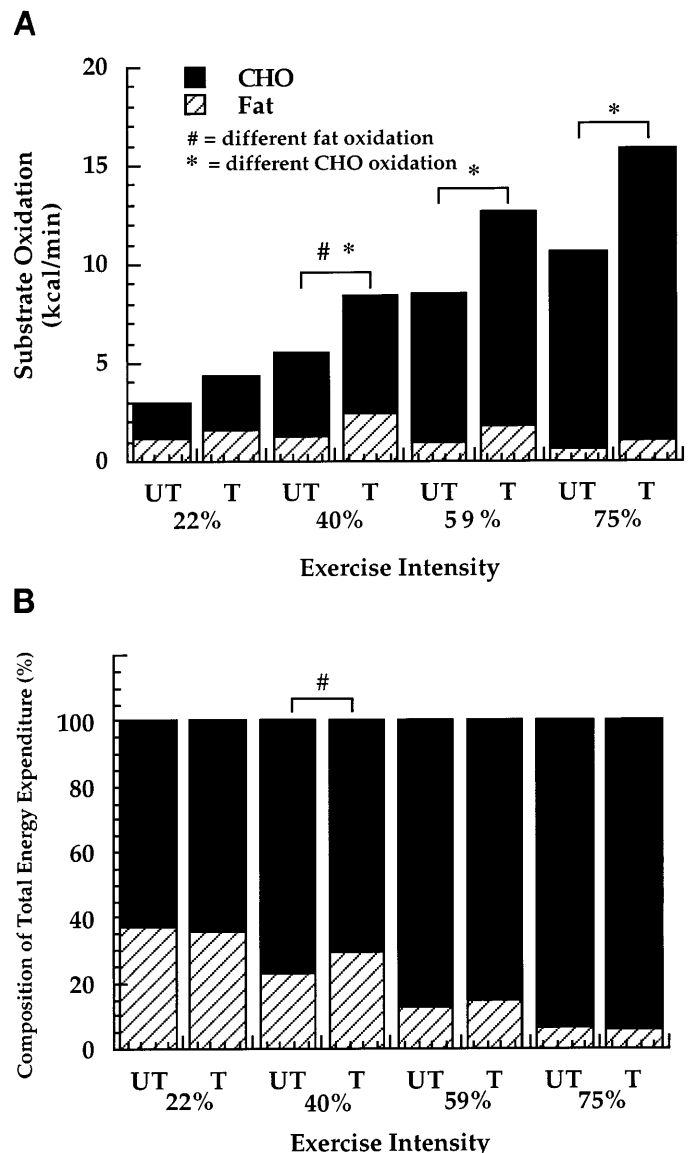 A
20
15
10
5
0
Substrate Oxidation
(kcal/min)
CHO
Fat
# = different fat oxidation
* = different CHO oxidation
# *
*
*
UT T UT T UT T UT T
22% 40% 59% 75%
Exercise Intensity
B
100
80
60
40
20
0
Composition of Total Energy Expenditure (%)
#
UT T UT T UT T UT T
22% 40% 59% 75%
Exercise Intensity